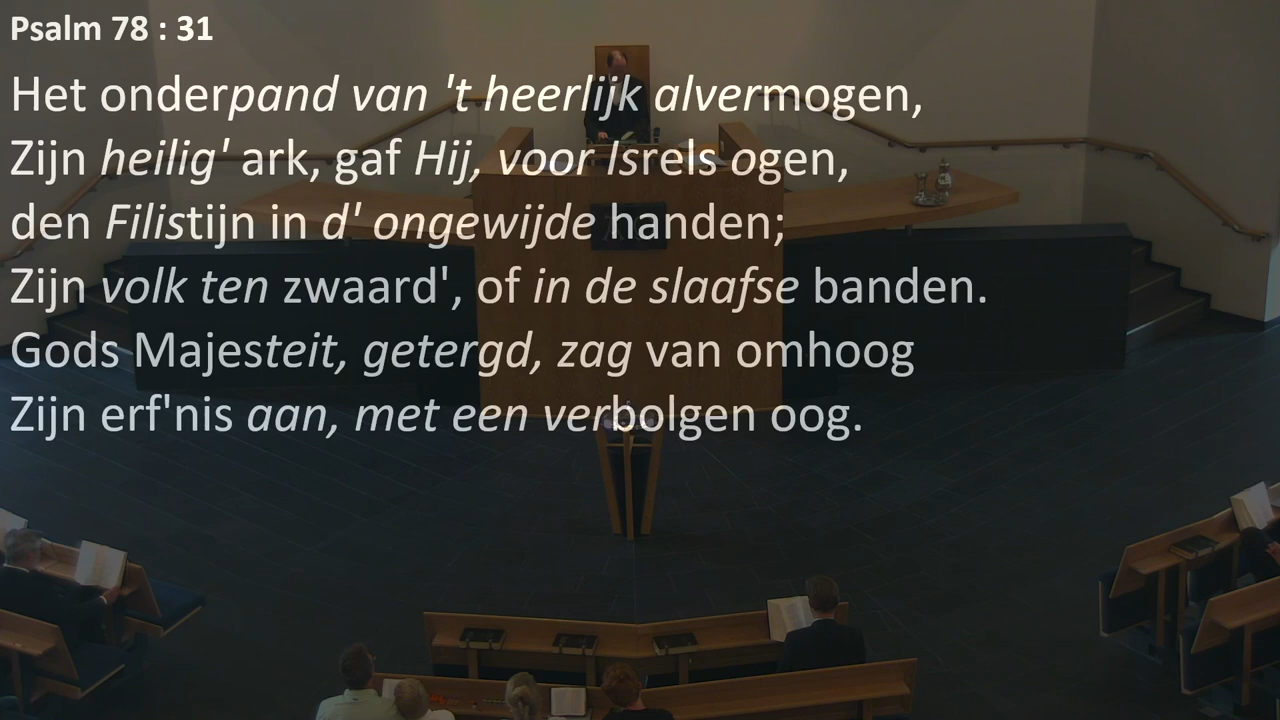 Psalm 78 : 31
Het onderpand van 't heerlijk alvermogen,
Zijn heilig' ark, gaf Hij, voor Isrels ogen,
den Filistijn in d' ongewijde handen;
Zijn volk ten zwaard', of in de slaafse banden.
Gods Majesteit, getergd, zag van omhoog
Zijn erf'nis aan, met een verbolgen oog.